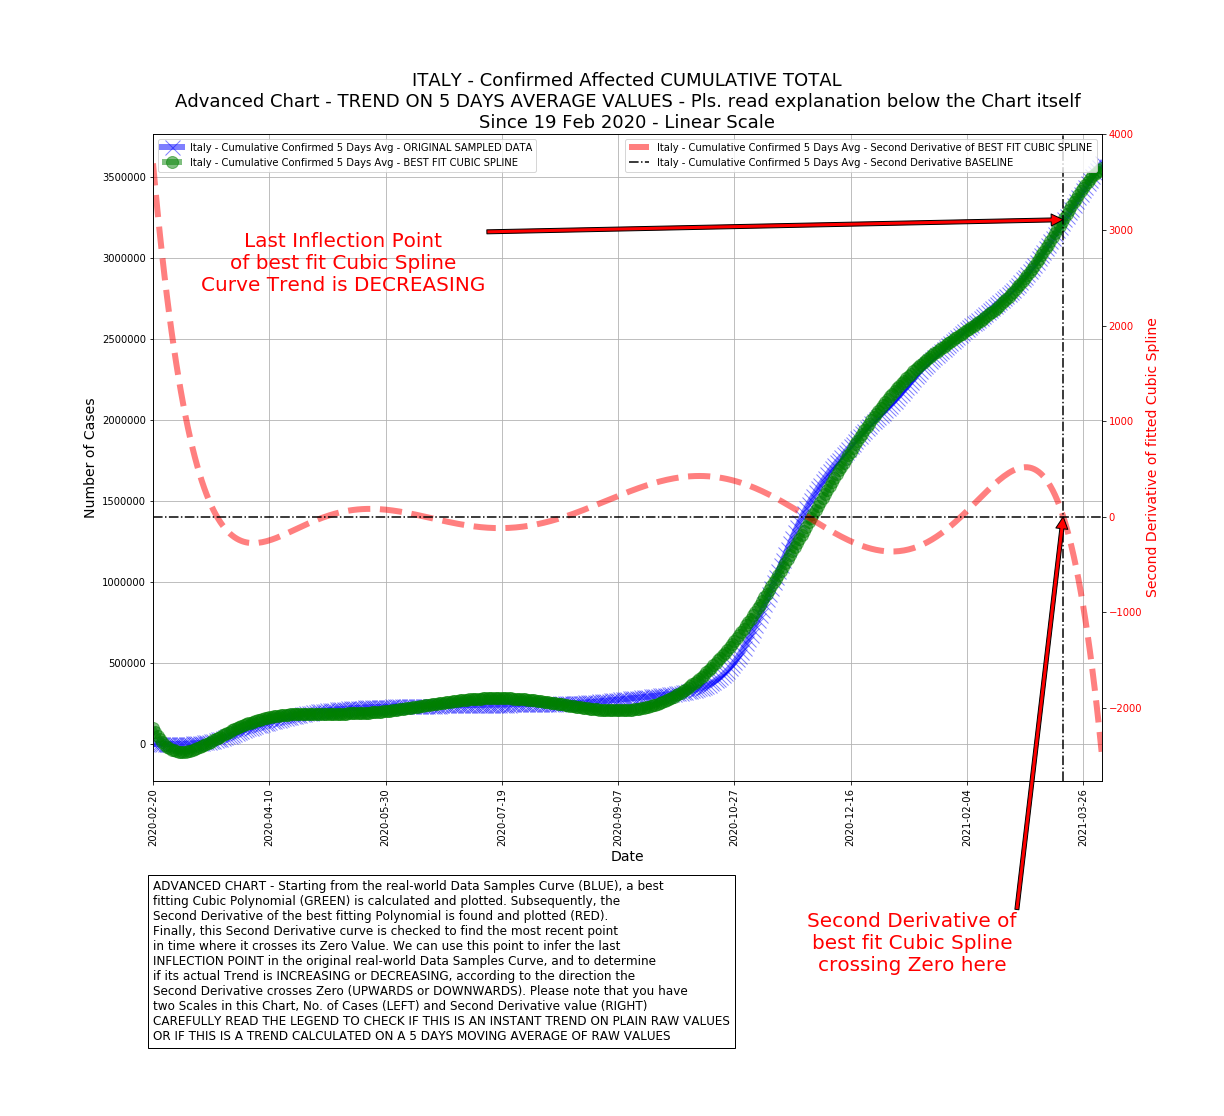 ITALY - Confirmed Affected CUMULATIVE TOTAL
Advanced Chart - TREND ON 5 DAYS AVERAGE VALUES - Pls. read explanation below the Chart itself
Since 19 Feb 2020 - Linear Scale
Italy - Cumulative Confirmed 5 Days Avg - ORIGINAL SAMPLED DATA
Italy - Cumulative Confirmed 5 Days Avg - BEST FIT CUBIC SPLINE
Italy - Cumulative Confirmed 5 Days Avg - Second Derivative of BEST FIT CUBIC SPLINE
Italy - Cumulative Confirmed 5 Days Avg - Second Derivative BASELINE
Last Inflection Point
of best fit Cubic Spline
Curve Trend is DECREASING
Number of Cases
3500000
3000000
2500000
2000000
1500000
1000000
500000
0
4000
3000
2000
1000
0
−1000
−2000
Second Derivative of fitted Cubic Spline
2020-02-20
2020-04-10
2020-05-30
2020-07-19
2020-09-07
2020-10-27
2020-12-16
2021-02-04
2021-03-26
Date
ADVANCED CHART - Starting from the real-world Data Samples Curve (BLUE), a best
fitting Cubic Polynomial (GREEN) is calculated and plotted. Subsequently, the
Second Derivative of the best fitting Polynomial is found and plotted (RED).
Finally, this Second Derivative curve is checked to find the most recent point
in time where it crosses its Zero Value. We can use this point to infer the last
INFLECTION POINT in the original real-world Data Samples Curve, and to determine
if its actual Trend is INCREASING or DECREASING, according to the direction the
Second Derivative crosses Zero (UPWARDS or DOWNWARDS). Please note that you have
two Scales in this Chart, No. of Cases (LEFT) and Second Derivative value (RIGHT)
CAREFULLY READ THE LEGEND TO CHECK IF THIS IS AN INSTANT TREND ON PLAIN RAW VALUES
OR IF THIS IS A TREND CALCULATED ON A 5 DAYS MOVING AVERAGE OF RAW VALUES
Second Derivative of
best fit Cubic Spline
crossing Zero here